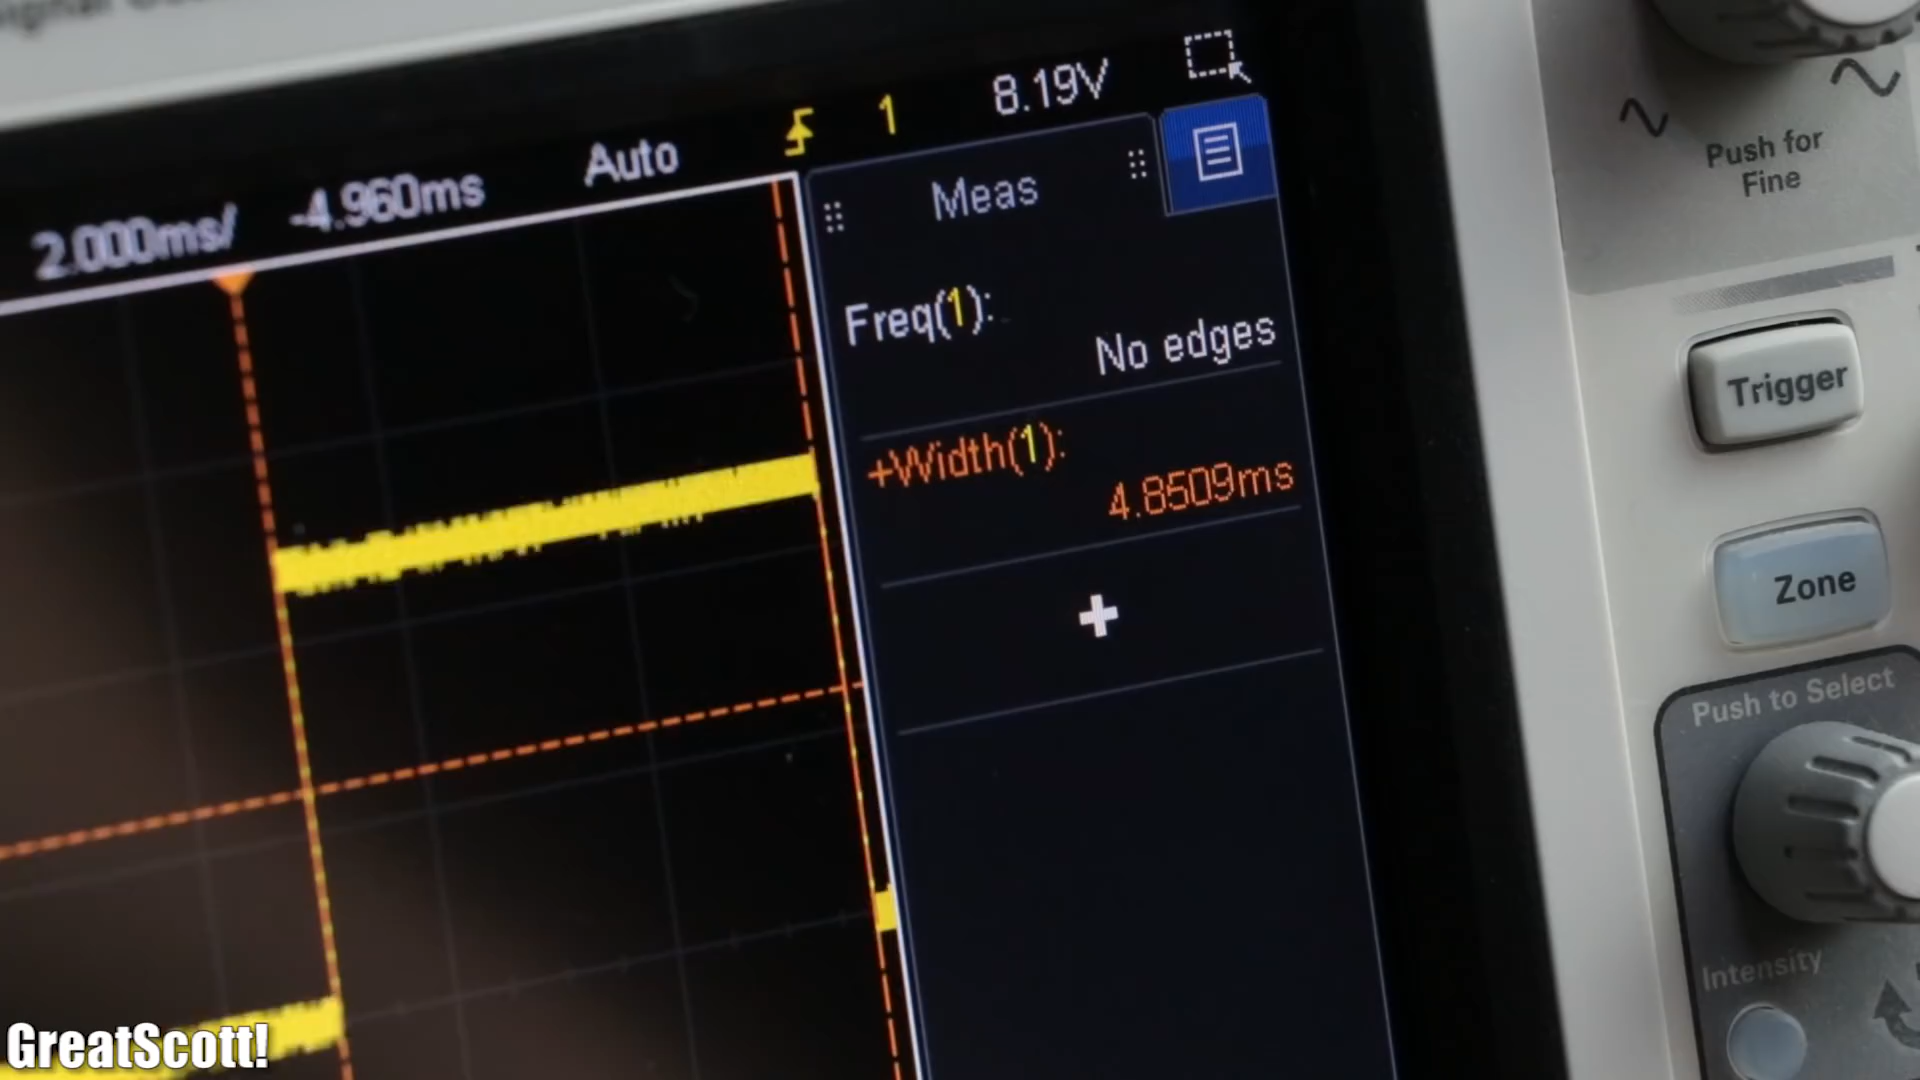 2.000ms/ -4.960ms Auto 1 8.19V
Meas
Freq(1):
No edges
+Width(1):
4.8509ms
Push for
Fine
Trigger
Zone
Push to Select
Intensity
GreatScott!